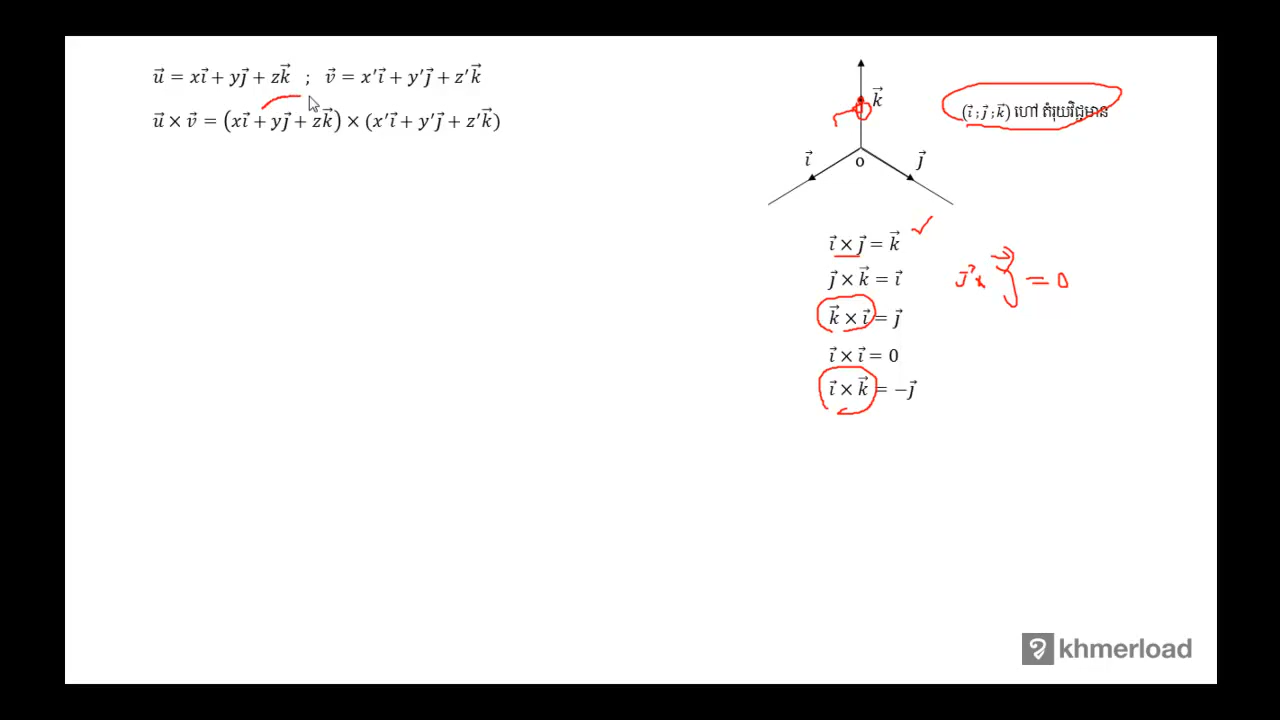 u⃗ = xi⃗ + yj⃗ + zk⃗ ; v⃗ = x′i⃗ + y′j⃗ + z′k⃗
u⃗ × v⃗ = (xi⃗ + yj⃗ + zk⃗) × (x′i⃗ + y′j⃗ + z′k⃗)
k⃗
(i⃗ ; j⃗ ; k⃗) ហៅ តំរុយវិជ្ជមាន
i⃗ o j⃗
i⃗ × j⃗ = k⃗
j⃗ × k⃗ = i⃗ j⃗ × j⃗ = 0
k⃗ × i⃗ = j⃗
i⃗ × i⃗ = 0
i⃗ × k⃗ = −j⃗
khmerload